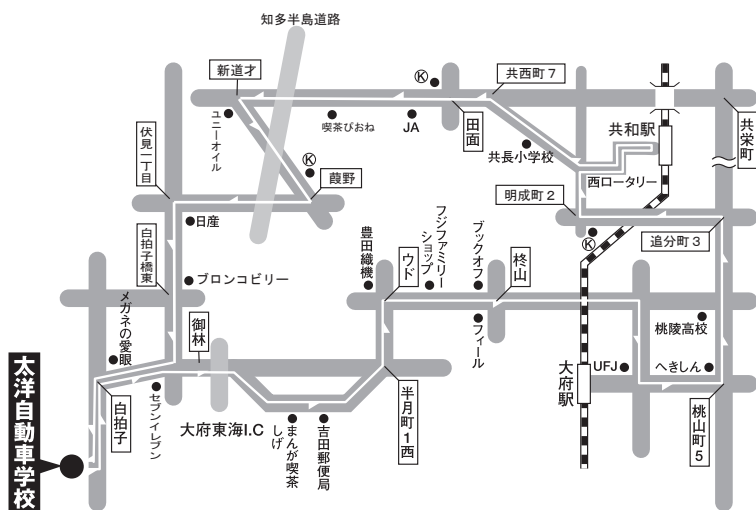 知多半島道路
新道才
Ⓚ
共西町7
ユニーオイル
喫茶ぴおね
JA
田面
共和駅
共栄町
共長小学校
伏見一丁目
Ⓚ
葭野
西ロータリー
明成町2
日産
Ⓚ
追分町3
白拍子橋東
豊田織機
ウド
フジファミリー
ショップ
ブックオフ
柊山
ブロンコビリー
メガネの愛眼
御林
フィール
桃陵高校
大府駅
UFJ
へきしん
太洋自動車学校
白拍子
セブンイレブン
大府東海I.C
まんが喫茶
しげ
吉田郵便局
半月町1西
桃山町5